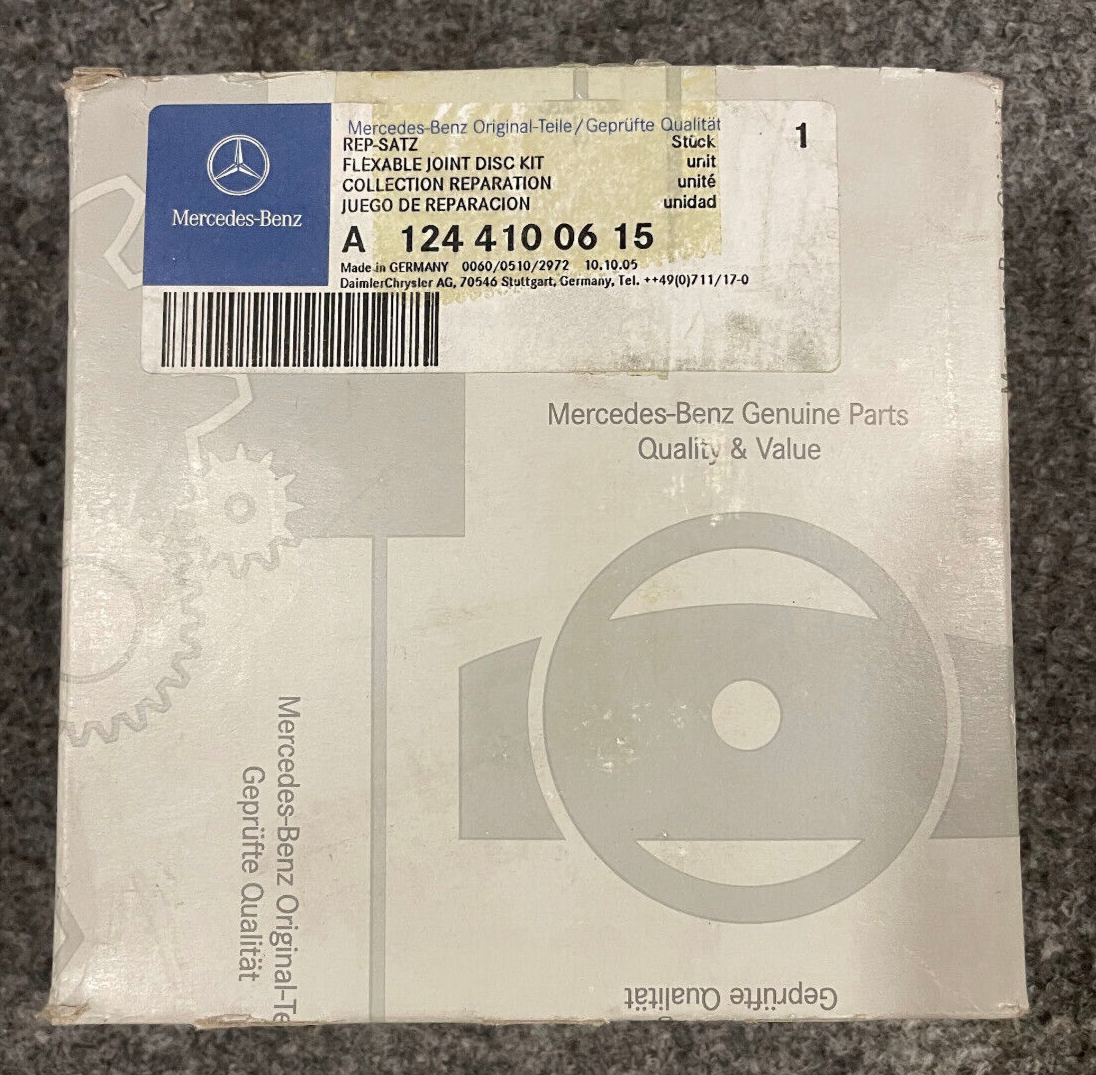 Mercedes-Benz
Mercedes-Benz Original-Teile/Geprüfte Qualität
REP-SATZ Stück 1
FLEXABLE JOINT DISC KIT unit
COLLECTION REPARATION unité
JUEGO DE REPARACION unidad
A 124 410 06 15
Made in GERMANY 0060/0510/2972 10.10.05
DaimlerChrysler AG, 70546 Stuttgart, Germany, Tel. ++49(0)711/17-0
Mercedes-Benz Genuine Parts
Quality & Value
Mercedes-Benz Original-Te
Geprüfte Qualität
Geprüfte Qualität